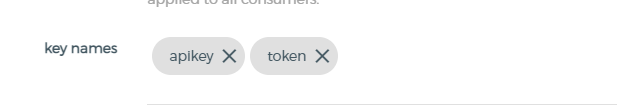 applied to all consumers.
key names apikey token